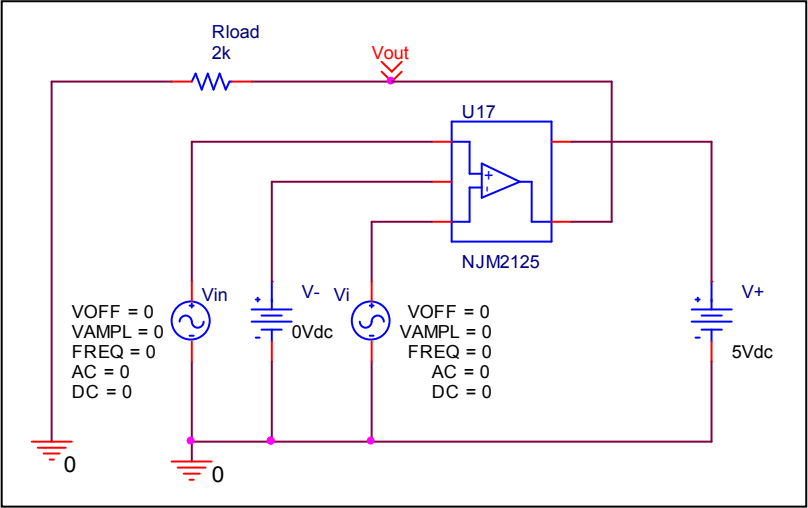 Rload
2k
Vout
U17
+
-
NJM2125
+
-
Vin
VOFF = 0
VAMPL = 0
FREQ = 0
AC = 0
DC = 0
+
-
V-
0Vdc
+
-
Vi
VOFF = 0
VAMPL = 0
FREQ = 0
AC = 0
DC = 0
+
-
V+
5Vdc
0
0